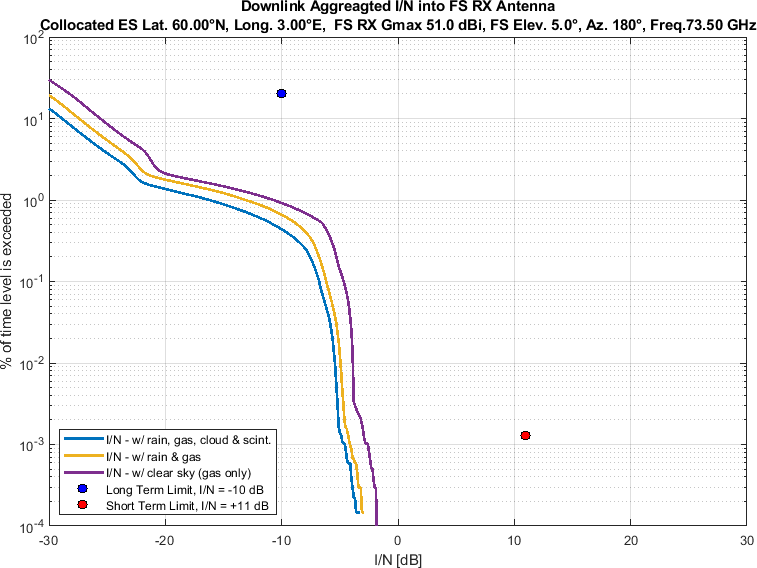 Downlink Aggreagted I/N into FS RX Antenna
Collocated ES Lat. 60.00°N, Long. 3.00°E, FS RX Gmax 51.0 dBi, FS Elev. 5.0°, Az. 180°, Freq.73.50 GHz
% of time level is exceeded
10^2
10^1
10^0
10^-1
10^-2
10^-3
10^-4
I/N - w/ rain, gas, cloud & scint.
I/N - w/ rain & gas
I/N - w/ clear sky (gas only)
Long Term Limit, I/N = -10 dB
Short Term Limit, I/N = +11 dB
-30 -20 -10 0 10 20 30
I/N [dB]